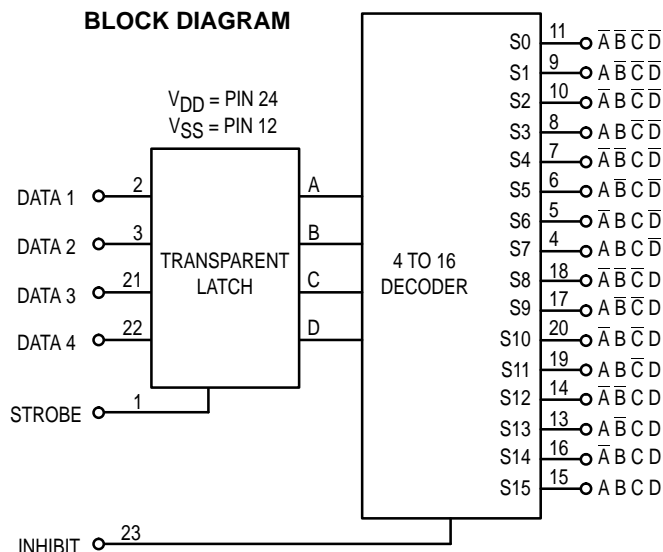 BLOCK DIAGRAM
VDD = PIN 24
VSS = PIN 12
DATA 1 2
DATA 2 3
DATA 3 21
DATA 4 22
STROBE 1
INHIBIT 23
TRANSPARENT
LATCH
A
B
C
D
4 TO 16
DECODER
S0 11 A̅ B̅ C̅ D̅
S1 9 A B̅ C̅ D̅
S2 10 A̅ B C̅ D̅
S3 8 A B C̅ D̅
S4 7 A̅ B̅ C D̅
S5 6 A B̅ C D̅
S6 5 A̅ B C D̅
S7 4 A B C D̅
S8 18 A̅ B̅ C̅ D
S9 17 A B̅ C̅ D
S10 20 A̅ B C̅ D
S11 19 A B C̅ D
S12 14 A̅ B̅ C D
S13 13 A B̅ C D
S14 16 A̅ B C D
S15 15 A B C D